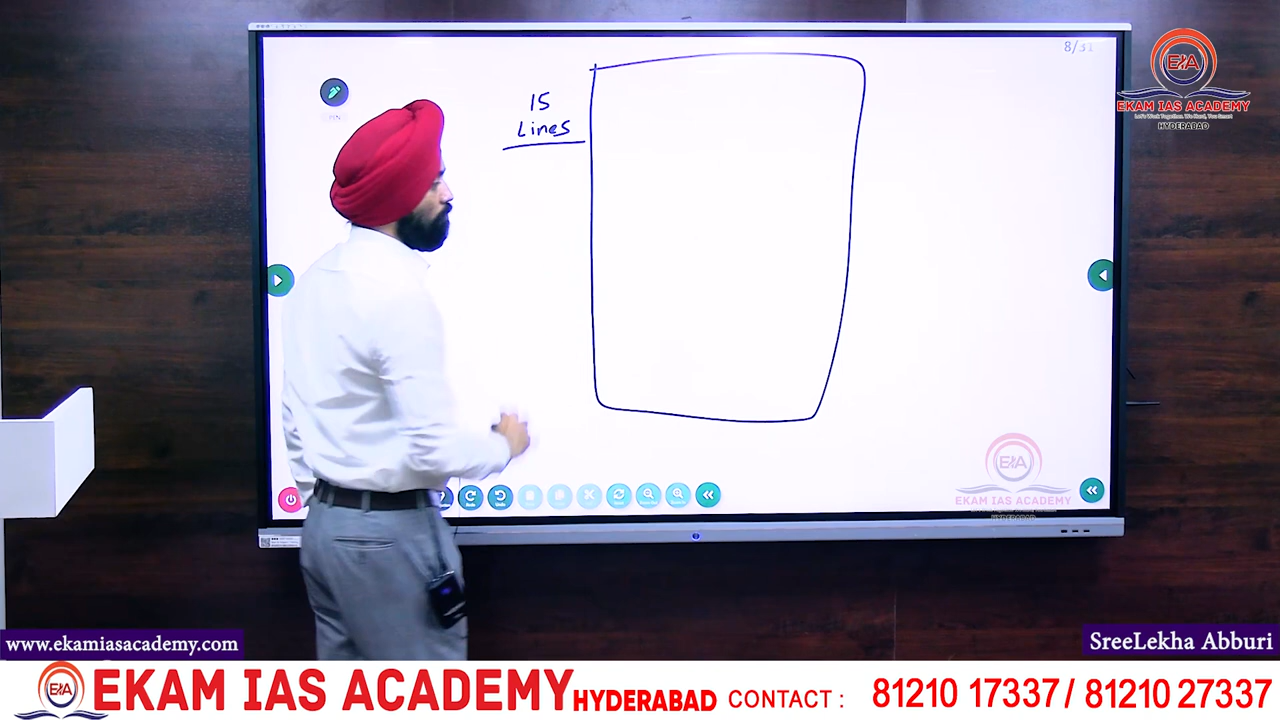 8/31
15
Lines
EKAM IAS ACADEMY
HYDERABAD
EKAM IAS ACADEMY
HYDERABAD
www.ekamiasacademy.com
SreeLekha Abburi
EKAM IAS ACADEMY HYDERABAD CONTACT : 81210 17337 / 81210 27337